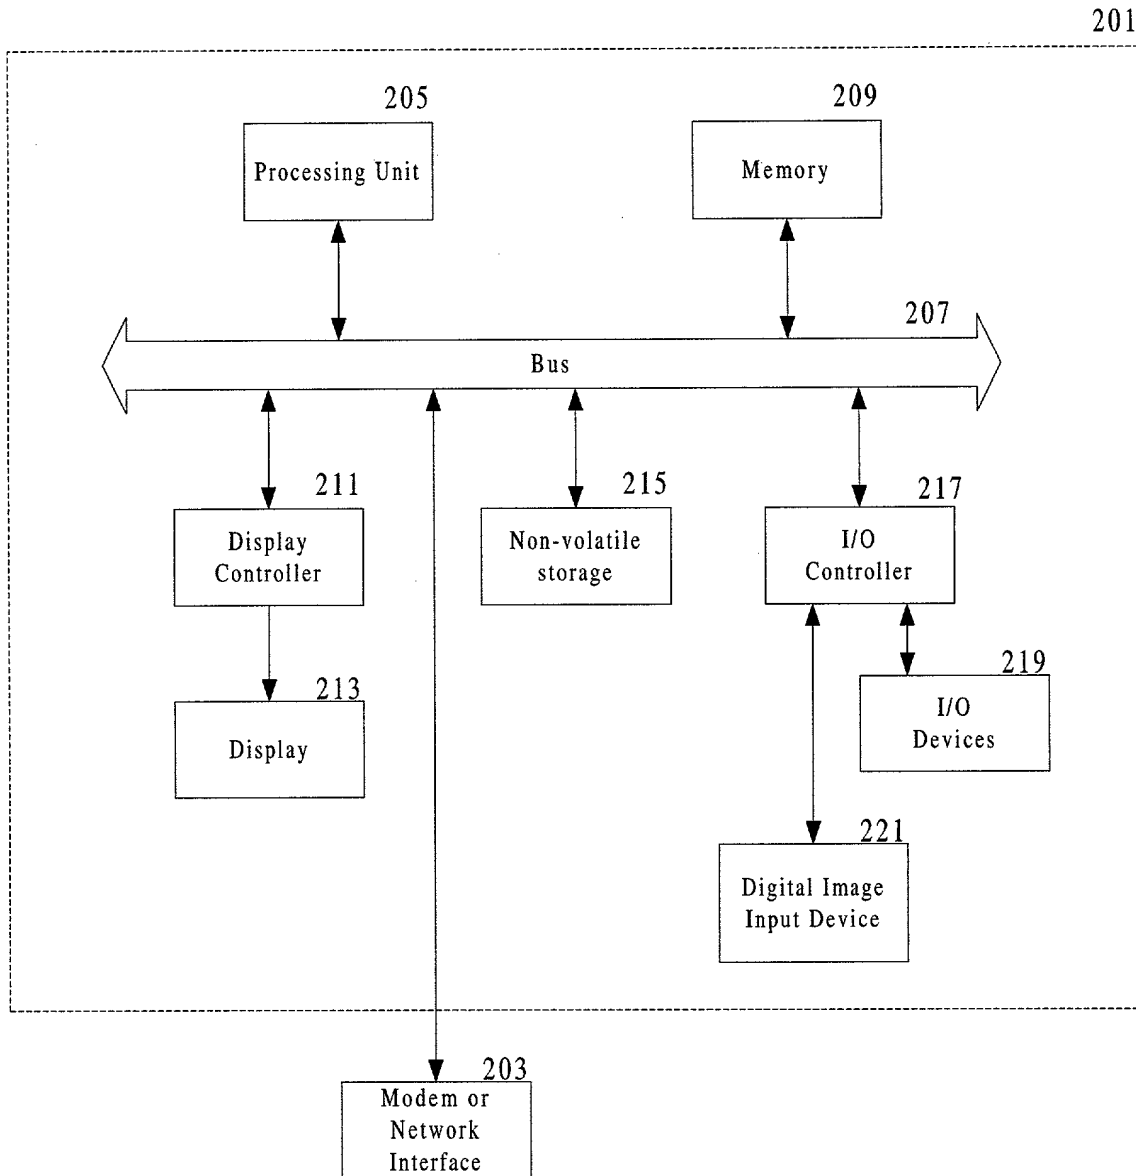 201
205
209
Processing Unit
Memory
207
Bus
211
215
217
Display
Controller
Non-volatile
storage
I/O
Controller
213
219
Display
I/O
Devices
221
Digital Image
Input Device
203
Modem or
Network
Interface